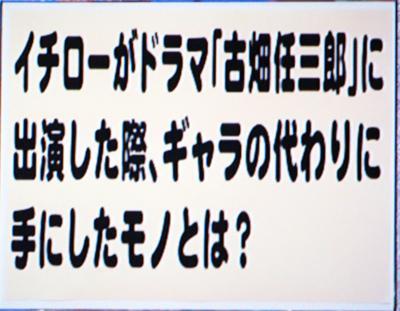 イチローがドラマ｢古畑任三郎｣に
出演した際､ギャラの代わりに
手にしたモノとは?